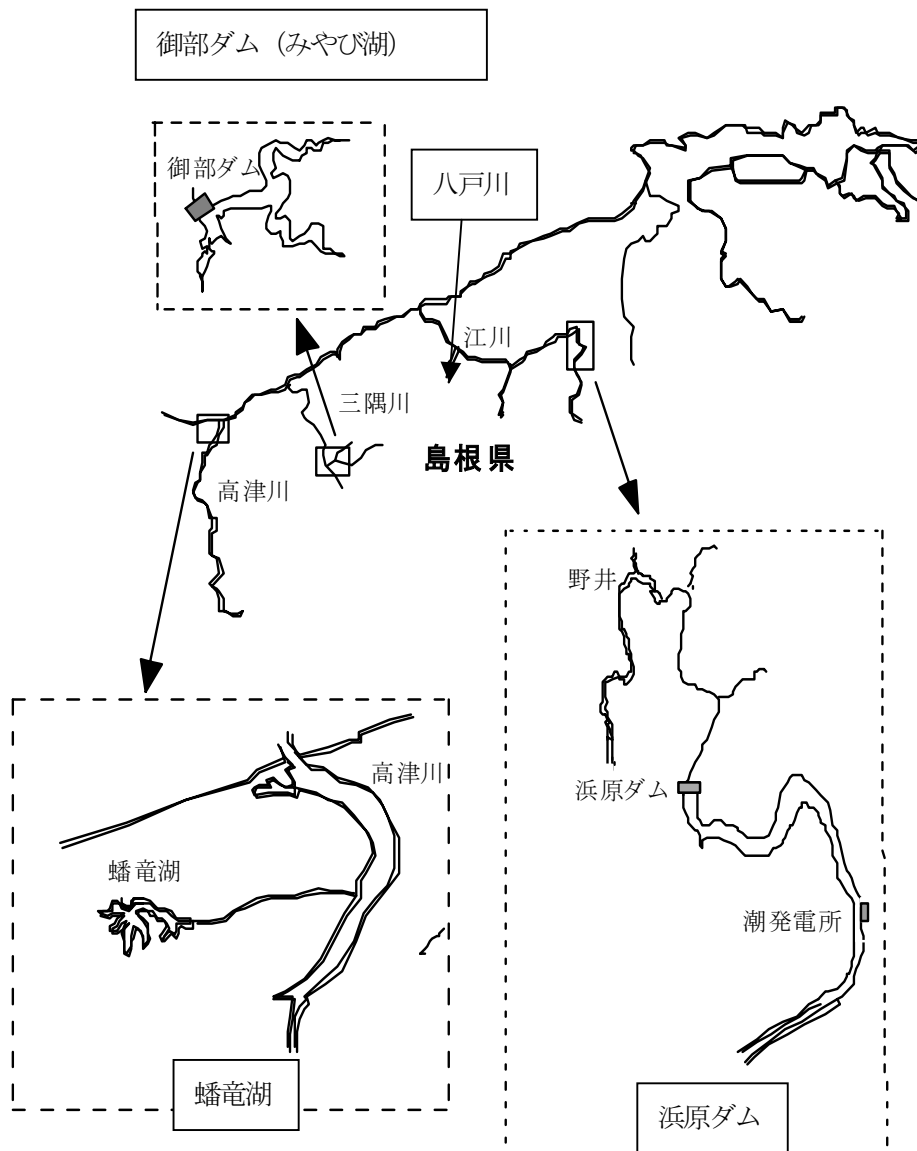 御部ダム (みやび湖)
御部ダム
八戸川
江川
三隅川
島根県
高津川
野井
浜原ダム
高津川
蟠竜湖
潮発電所
蟠竜湖
浜原ダム